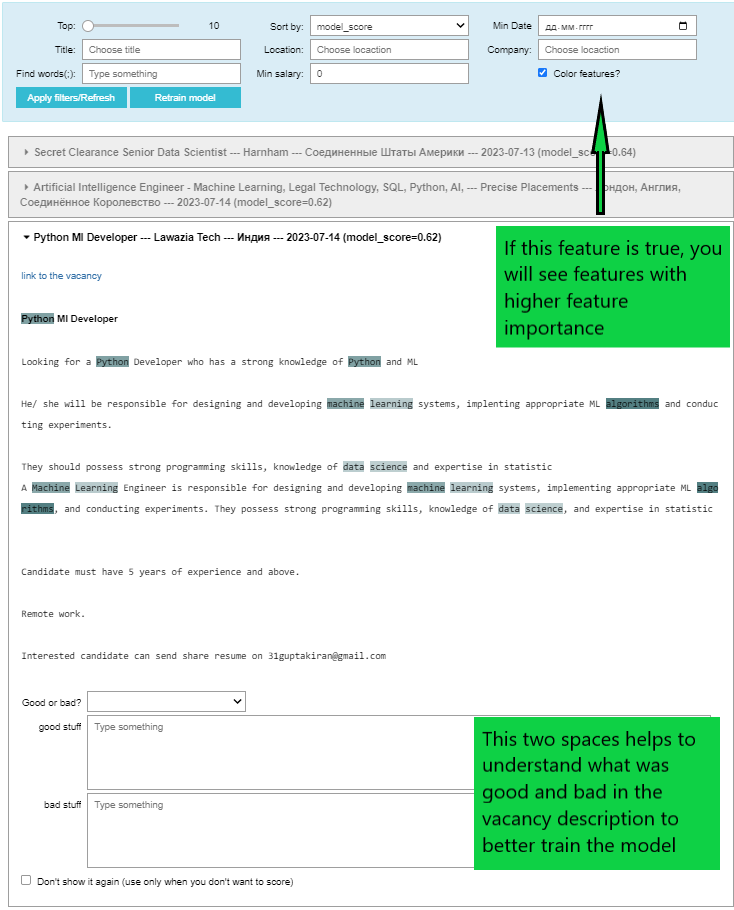 Top: 10 Sort by: model_score Min Date дд.мм.гггг
Title: Choose title Location: Choose locaction Company: Choose locaction
Find words(;): Type something Min salary: 0 Color features?
Apply filters/Refresh Retrain model
Secret Clearance Senior Data Scientist --- Harnham --- Соединенные Штаты Америки --- 2023-07-13 (model_score=0.64)
Artificial Intelligence Engineer - Machine Learning, Legal Technology, SQL, Python, AI, --- Precise Placements --- ондон, Англия,
Соединённое Королевство --- 2023-07-14 (model_score=0.62)
Python Ml Developer --- Lawazia Tech --- Индия --- 2023-07-14 (model_score=0.62)
If this feature is true, you
will see features with
higher feature
importance
link to the vacancy
Python Ml Developer
Looking for a Python Developer who has a strong knowledge of Python and ML
He/ she will be responsible for designing and developing machine learning systems, implenting appropriate ML algorithms and conduc
ting experiments.
They should possess strong programming skills, knowledge of data science and expertise in statistic
A Machine Learning Engineer is responsible for designing and developing machine learning systems, implementing appropriate ML algo
rithms, and conducting experiments. They possess strong programming skills, knowledge of data science, and expertise in statistic
Candidate must have 5 years of experience and above.
Remote work.
Interested candidate can send share resume on 31guptakiran@gmail.com
Good or bad?
good stuff Type something
bad stuff Type something
This two spaces helps to
understand what was
good and bad in the
vacancy description to
better train the model
Don't show it again (use only when you don't want to score)